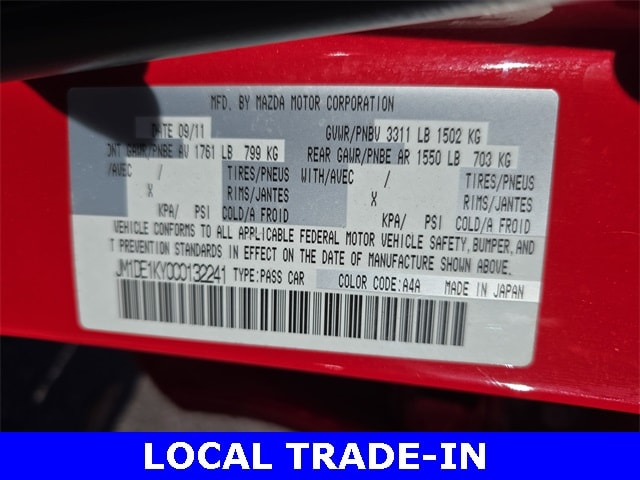 MFD. BY MAZDA MOTOR CORPORATION
DATE 09/11 GVWR/PNBV 3311 LB 1502 KG
GAWR/PNBE AV 1761 LB 799 KG REAR GAWR/PNBE AR 1550 LB 703 KG
/AVEC / TIRES/PNEUS WITH/AVEC / TIRES/PNEUS
X RIMS/JANTES X RIMS/JANTES
KPA/ PSI COLD/A FROID KPA/ PSI COLD/A FROID
VEHICLE CONFORMS TO ALL APPLICABLE FEDERAL MOTOR VEHICLE SAFETY, BUMPER, AND
T PREVENTION STANDARDS IN EFFECT ON THE DATE OF MANUFACTURE SHOWN ABOVE.
TYPE:PASS CAR COLOR CODE:A4A MADE IN JAPAN
LOCAL TRADE-IN